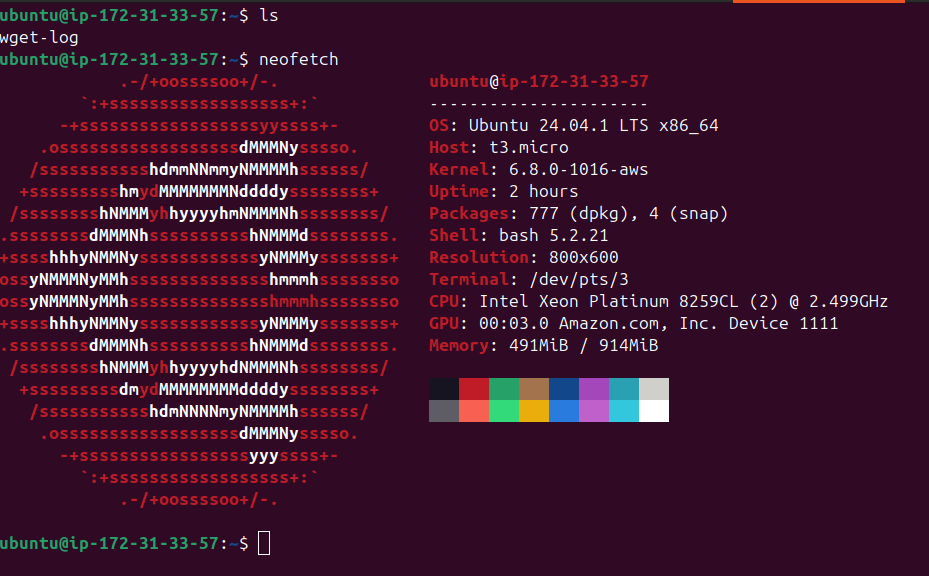 ubuntu@ip-172-31-33-57:~$ ls
wget-log
ubuntu@ip-172-31-33-57:~$ neofetch
.-/+oossssoo+/-.
`:+ssssssssssssssssss+:`
-+ssssssssssssssssssyyssss+-
.ossssssssssssssssssdMMMNysssso.
/ssssssssssshdmmNNmmyNMMMMhssssss/
+ssssssssshmydMMMMMMMNddddyssssssss+
/sssssssshNMMMyhhyyyyhmNMMMNhssssssss/
.ssssssssdMMMNhsssssssssshNMMMdssssssss.
+sssshhhyNMMNyssssssssssssyNMMMysssssss+
ossyNMMMNyMMhsssssssssssssshmmmhssssssso
ossyNMMMNyMMhsssssssssssssshmmmhssssssso
+sssshhhyNMMNyssssssssssssyNMMMysssssss+
.ssssssssdMMMNhsssssssssshNMMMdssssssss.
/sssssssshNMMMyhhyyyyhdNMMMNhssssssss/
+sssssssssdmydMMMMMMMMddddyssssssss+
/ssssssssssshdmNNNNmyNMMMMhssssss/
.ossssssssssssssssssdMMMNysssso.
-+sssssssssssssssssyyyssss+-
`:+ssssssssssssssssss+:`
.-/+oossssoo+/-.
ubuntu@ip-172-31-33-57
----------------------
OS: Ubuntu 24.04.1 LTS x86_64
Host: t3.micro
Kernel: 6.8.0-1016-aws
Uptime: 2 hours
Packages: 777 (dpkg), 4 (snap)
Shell: bash 5.2.21
Resolution: 800x600
Terminal: /dev/pts/3
CPU: Intel Xeon Platinum 8259CL (2) @ 2.499GHz
GPU: 00:03.0 Amazon.com, Inc. Device 1111
Memory: 491MiB / 914MiB
ubuntu@ip-172-31-33-57:~$